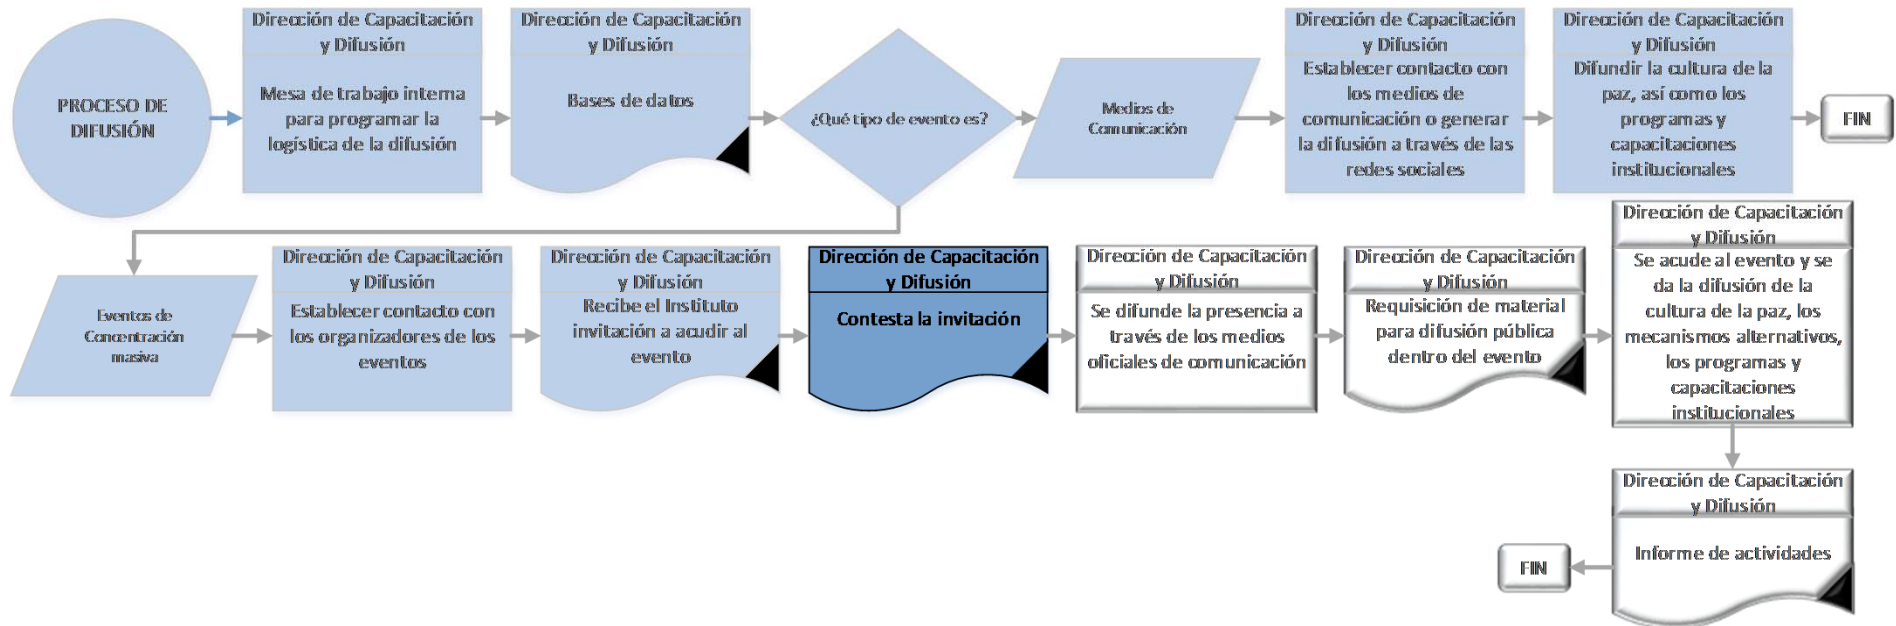 PROCESO DE
DIFUSIÓN
Dirección de Capacitación
y Difusión
Mesa de trabajo interna
para programar la
logística de la difusión
Dirección de Capacitación
y Difusión
Bases de datos
¿Qué tipo de evento es?
Medios de
Comunicación
Dirección de Capacitación
y Difusión
Establecer contacto con
los medios de
comunicación o generar
la difusión a través de las
redes sociales
Dirección de Capacitación
y Difusión
Difundir la cultura de la
paz, así como los
programas y
capacitaciones
institucionales
FIN
Eventos de
Concentración
masiva
Dirección de Capacitación
y Difusión
Establecer contacto con
los organizadores de los
eventos
Dirección de Capacitación
y Difusión
Recibe el Instituto
invitación a acudir al
evento
Dirección de Capacitación
y Difusión
Contesta la invitación
Dirección de Capacitación
y Difusión
Se difunde la presencia a
través de los medios
oficiales de comunicación
Dirección de Capacitación
y Difusión
Requisición de material
para difusión pública
dentro del evento
Dirección de Capacitación
y Difusión
Se acude al evento y se
da la difusión de la
cultura de la paz, los
mecanismos alternativos,
los programas y
capacitaciones
institucionales
Dirección de Capacitación
y Difusión
Informe de actividades
FIN